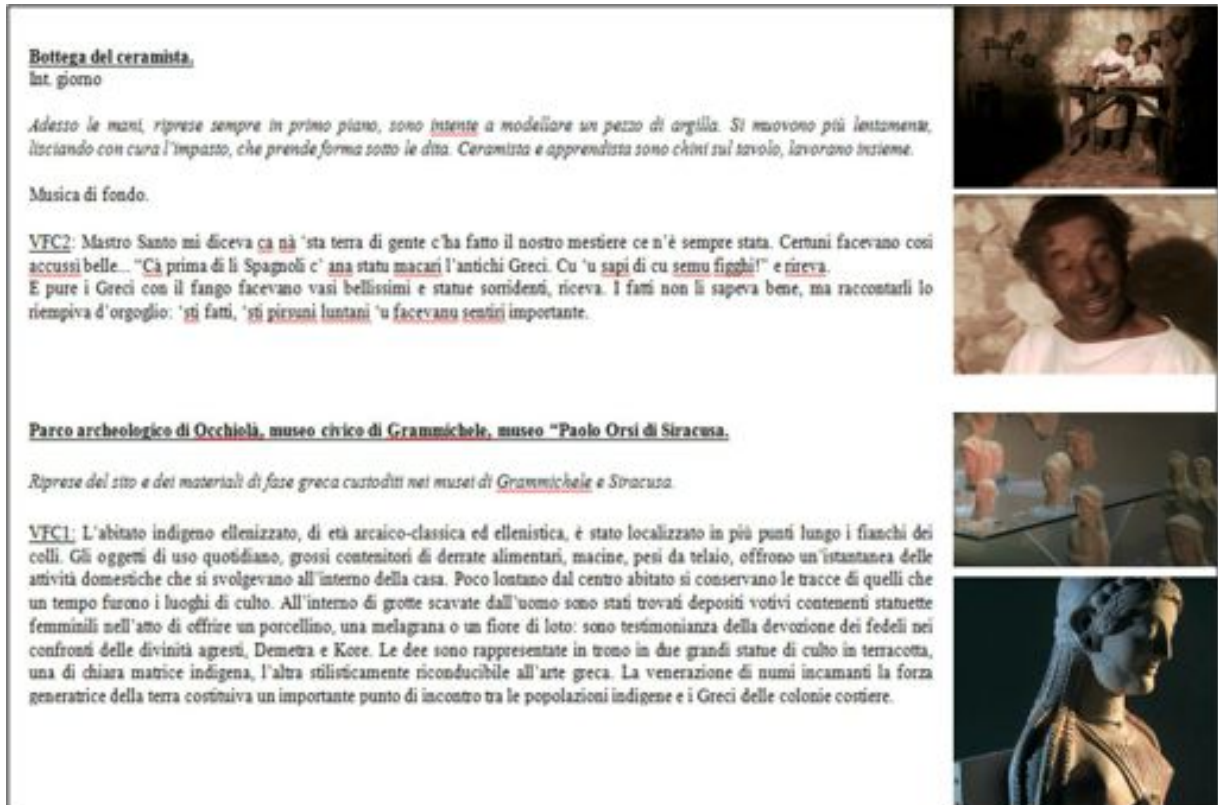 Bottega del ceramista.
Int. giorno
Adesso le mani, riprese sempre in primo piano, sono intente a modellare un pezzo di argilla. Si muovono più lentamente,
lisciando con cura l'impasto, che prende forma sotto le dita. Ceramista e apprendista sono chini sul tavolo, lavorano insieme.
Musica di fondo.
VFC2: Mastro Santo mi diceva ca nà 'sta terra di gente c'ha fatto il nostro mestiere ce n'è sempre stata. Certuni facevano così
accussì belle... "Cà prima di li Spagnoli c' ana statu macari l'antichi Greci. Cu 'u sapi di cu semu figghi!" e rireva.
E pure i Greci con il fango facevano vasi bellissimi e statue sorridenti, riceva. I fatti non li sapeva bene, ma raccontarli lo
riempiva d'orgoglio: 'sti fatti, 'sti pirsuni luntani 'u facevanu sentiri importante.
Parco archeologico di Occhiolà, museo civico di Grammichele, museo "Paolo Orsi di Siracusa.
Riprese del sito e dei materiali di fase greca custoditi nei musei di Grammichele e Siracusa.
VFC1: L'abitato indigeno ellenizzato, di età arcaico-classica ed ellenistica, è stato localizzato in più punti lungo i fianchi dei
colli. Gli oggetti di uso quotidiano, grossi contenitori di derrate alimentari, macine, pesi da telaio, offrono un'istantanea delle
attività domestiche che si svolgevano all'interno della casa. Poco lontano dal centro abitato si conservano le tracce di quelli che
un tempo furono i luoghi di culto. All'interno di grotte scavate dall'uomo sono stati trovati depositi votivi contenenti statuette
femminili nell'atto di offrire un porcellino, una melagrana o un fiore di loto: sono testimonianza della devozione dei fedeli nei
confronti delle divinità agresti, Demetra e Kore. Le dee sono rappresentate in trono in due grandi statue di culto in terracotta,
una di chiara matrice indigena, l'altra stilisticamente riconducibile all'arte greca. La venerazione di numi incarnanti la forza
generatrice della terra costituiva un importante punto di incontro tra le popolazioni indigene e i Greci delle colonie costiere.